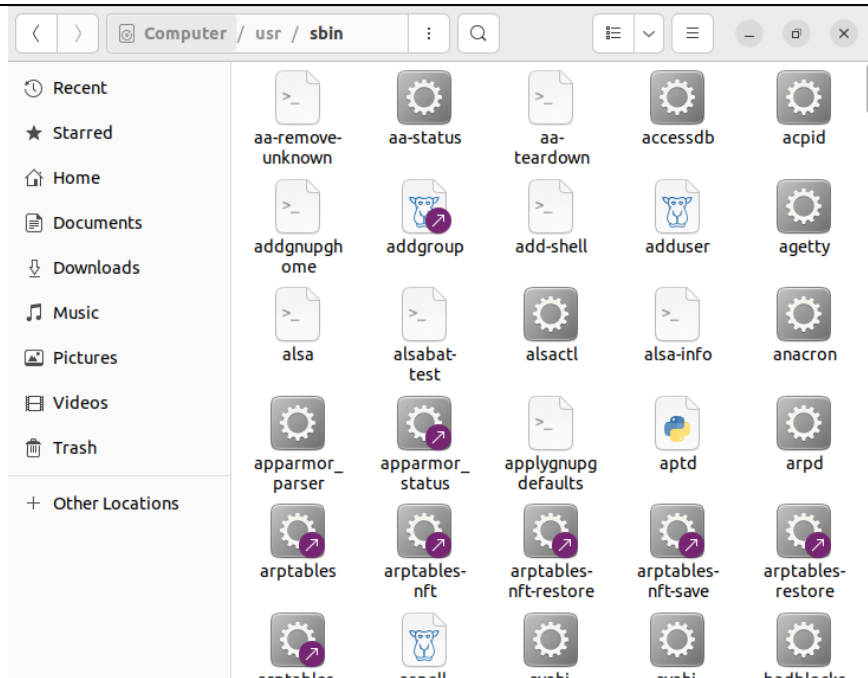 Computer / usr / sbin
Recent
Starred
Home
Documents
Downloads
Music
Pictures
Videos
Trash
+ Other Locations
>_ >_
aa-remove- aa-status aa- accessdb acpid
unknown teardown
>_ >_
addgnupgh addgroup add-shell adduser agetty
ome
>_ >_ >_
alsa alsabat- alsactl alsa-info anacron
test
>_
apparmor_ apparmor_ applygnupg aptd arpd
parser status defaults
arptables arptables- arptables- arptables- arptables-
nft nft-restore nft-save restore